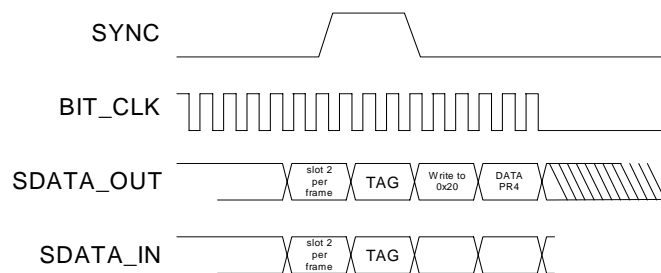 SYNC
BIT_CLK
SDATA_OUT
slot 2
per
frame
TAG
Write to
0x20
DATA
PR4
SDATA_IN
slot 2
per
frame
TAG